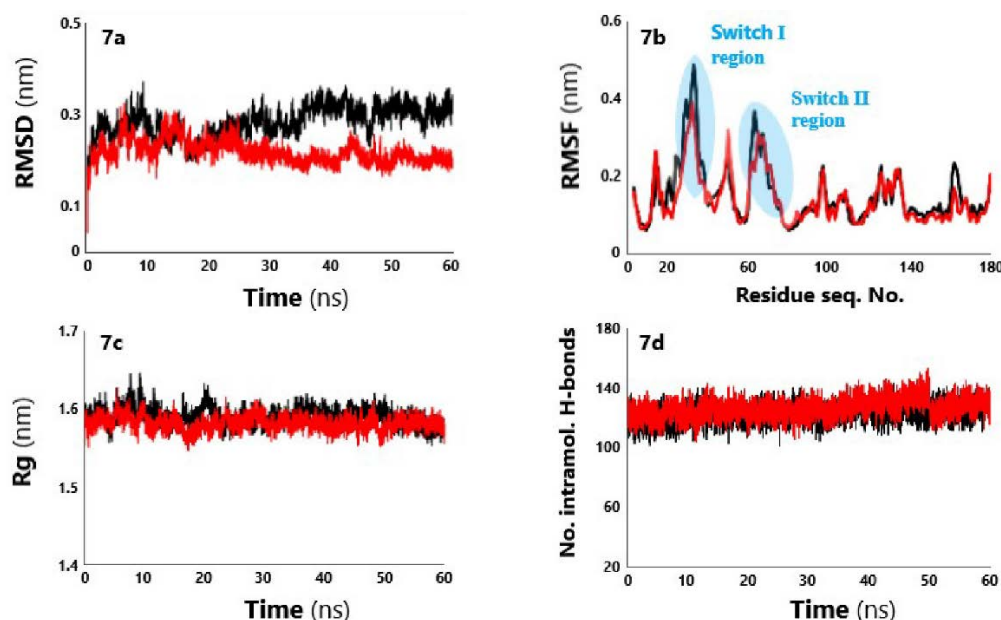 7a
RMSD (nm)
0.5
0.3
0.1
0
0 10 20 30 40 50 60
Time (ns)
7b
Switch I
region
Switch II
region
RMSF (nm)
0.6
0.4
0.2
0
0 20 60 100 140 180
Residue seq. No.
7c
Rg (nm)
1.7
1.6
1.5
1.4
0 10 20 30 40 50 60
Time (ns)
7d
No. intramol. H-bonds
180
140
100
60
20
0 10 20 30 40 50 60
Time (ns)